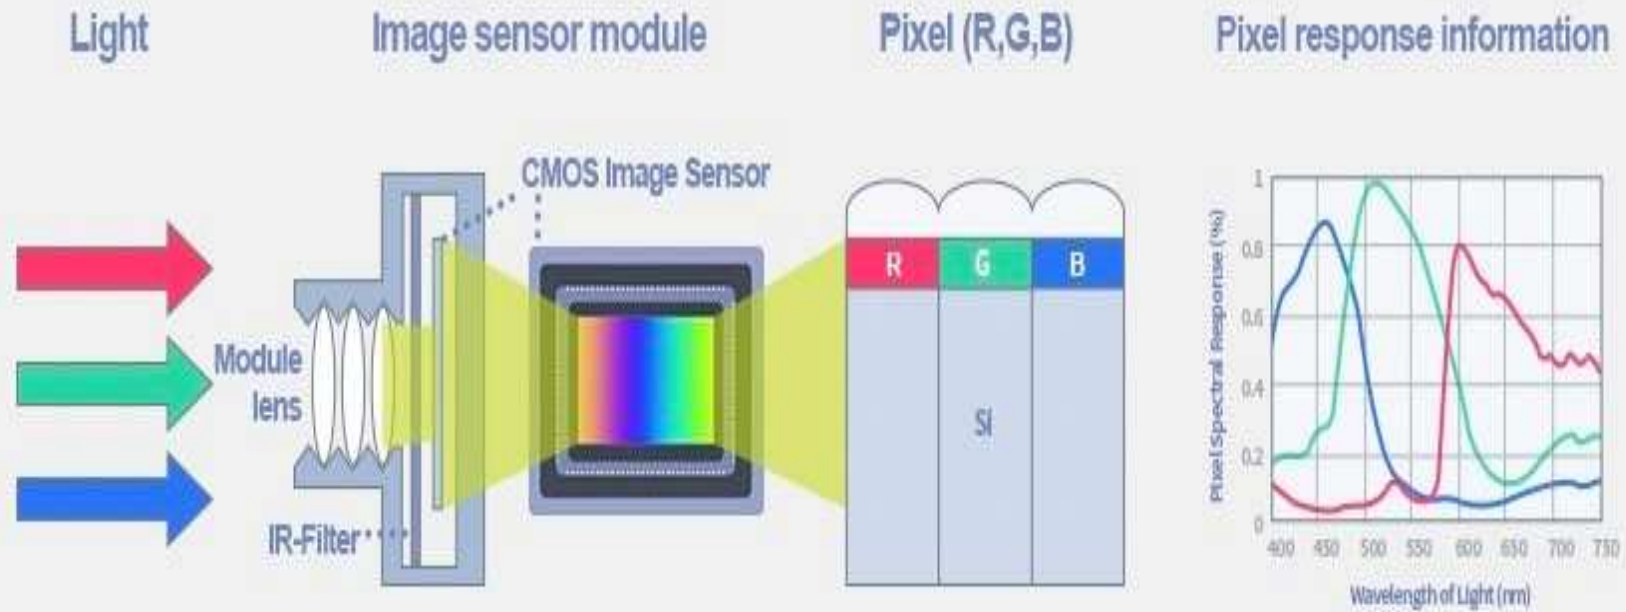 Light
Image sensor module
Pixel (R,G,B)
Pixel response information
CMOS Image Sensor
Module
lens
IR-Filter
R
G
B
Si
Pixel Spectral Response (%)
1
0.8
0.6
0.4
0.2
0
400 450 500 550 600 650 700 750
Wavelength of Light (nm)